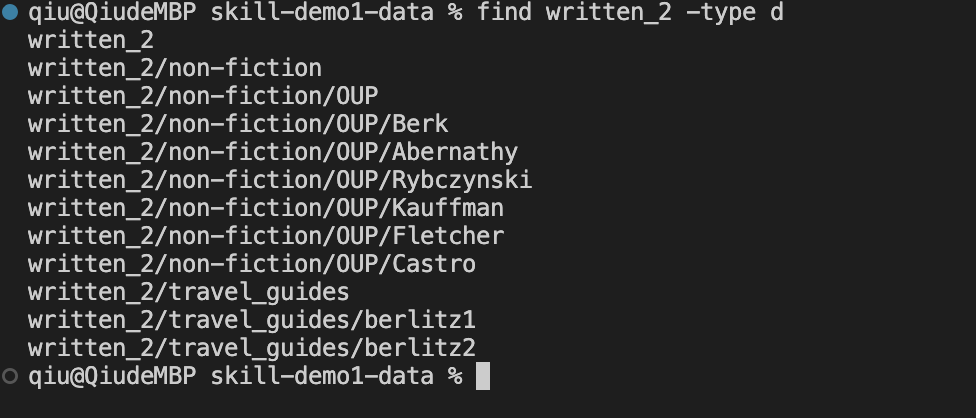 qiu@QiudeMBP skill-demo1-data % find written_2 -type d
written_2
written_2/non-fiction
written_2/non-fiction/OUP
written_2/non-fiction/OUP/Berk
written_2/non-fiction/OUP/Abernathy
written_2/non-fiction/OUP/Rybczynski
written_2/non-fiction/OUP/Kauffman
written_2/non-fiction/OUP/Fletcher
written_2/non-fiction/OUP/Castro
written_2/travel_guides
written_2/travel_guides/berlitz1
written_2/travel_guides/berlitz2
qiu@QiudeMBP skill-demo1-data %